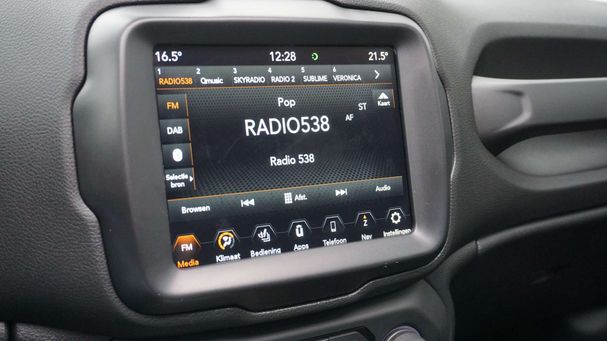 16.5° 12:28 21.5°
1 2 3 4 5 6
RADIO538 Qmusic SKYRADIO RADIO 2 SUBLIME VERONICA
FM Pop ST Kaart
AF
DAB RADIO538
Radio 538
Selectie
bron
Browsen Afst. Audio
FM Z
Media Klimaat Bediening Apps Telefoon Nav Instellingen